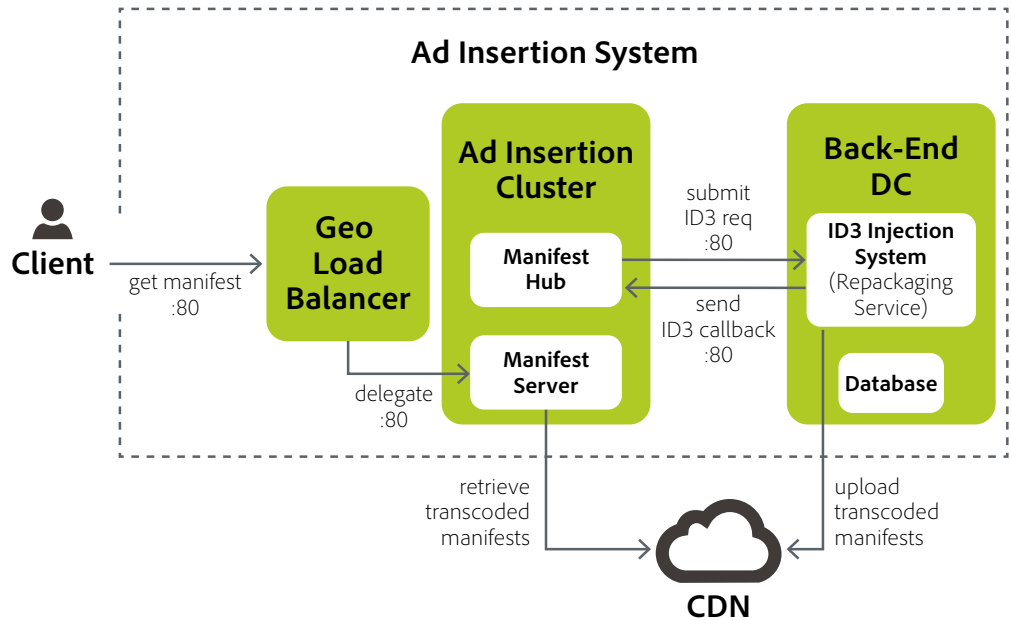 Ad Insertion System
Client
get manifest
:80
Geo
Load
Balancer
delegate
:80
Ad Insertion
Cluster
Manifest
Hub
Manifest
Server
submit
ID3 req
:80
send
ID3 callback
:80
Back-End
DC
ID3 Injection
System
(Repackaging
Service)
Database
retrieve
transcoded
manifests
upload
transcoded
manifests
CDN